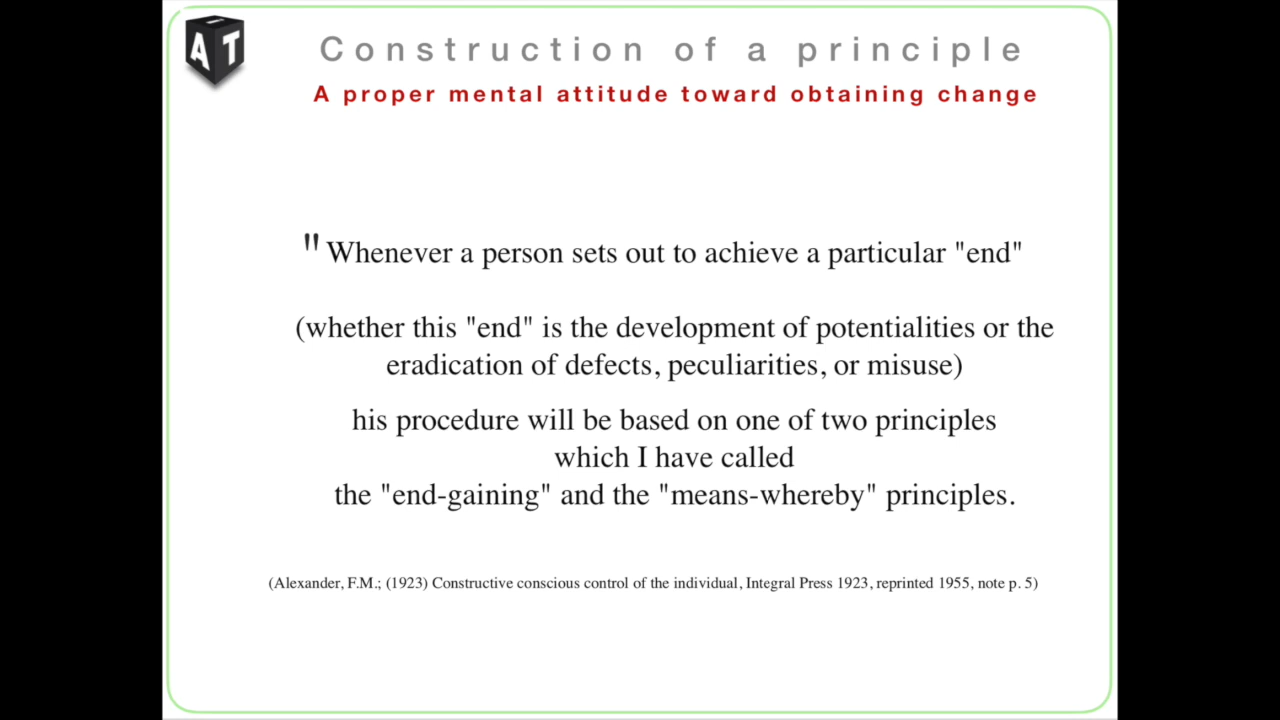 A T
Construction of a principle
A proper mental attitude toward obtaining change
"Whenever a person sets out to achieve a particular "end"
(whether this "end" is the development of potentialities or the
eradication of defects, peculiarities, or misuse)
his procedure will be based on one of two principles
which I have called
the "end-gaining" and the "means-whereby" principles.
(Alexander, F.M.; (1923) Constructive conscious control of the individual, Integral Press 1923, reprinted 1955, note p. 5)